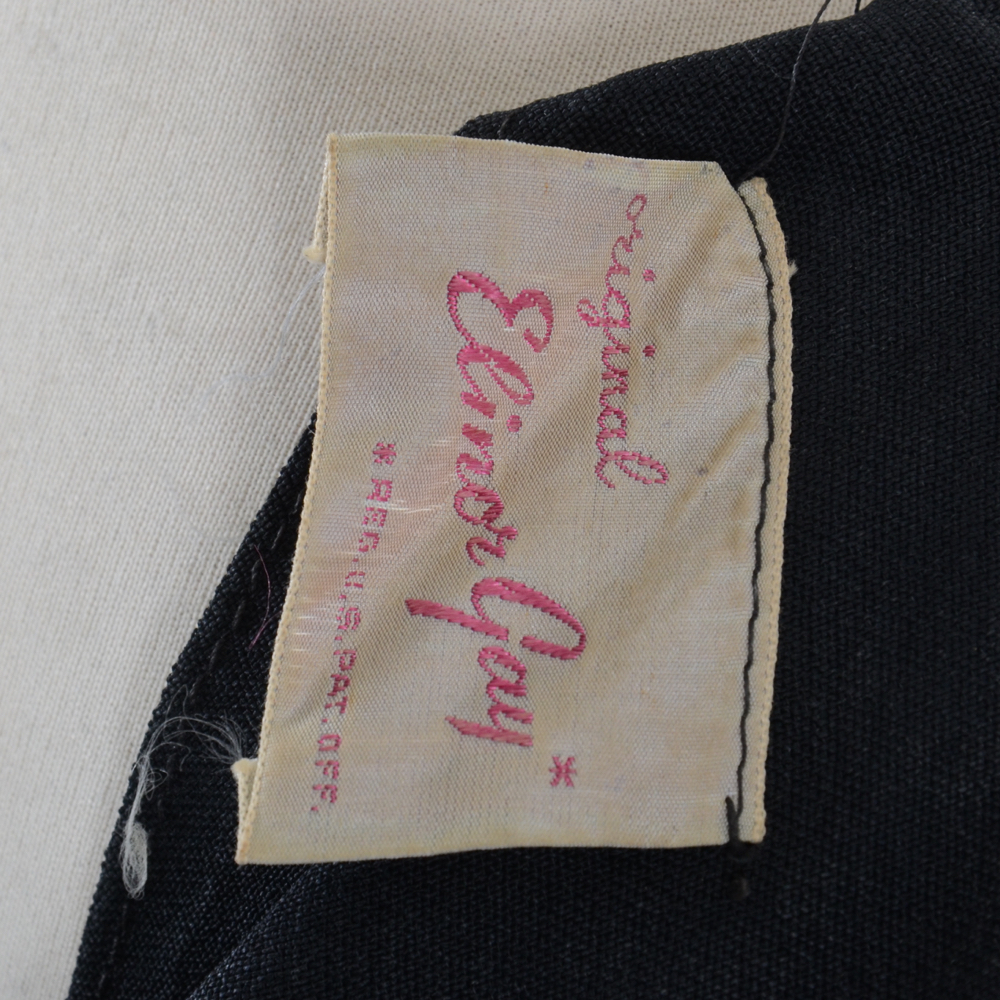 original
Elinor Gay *
* REG. U.S. PAT. OFF.